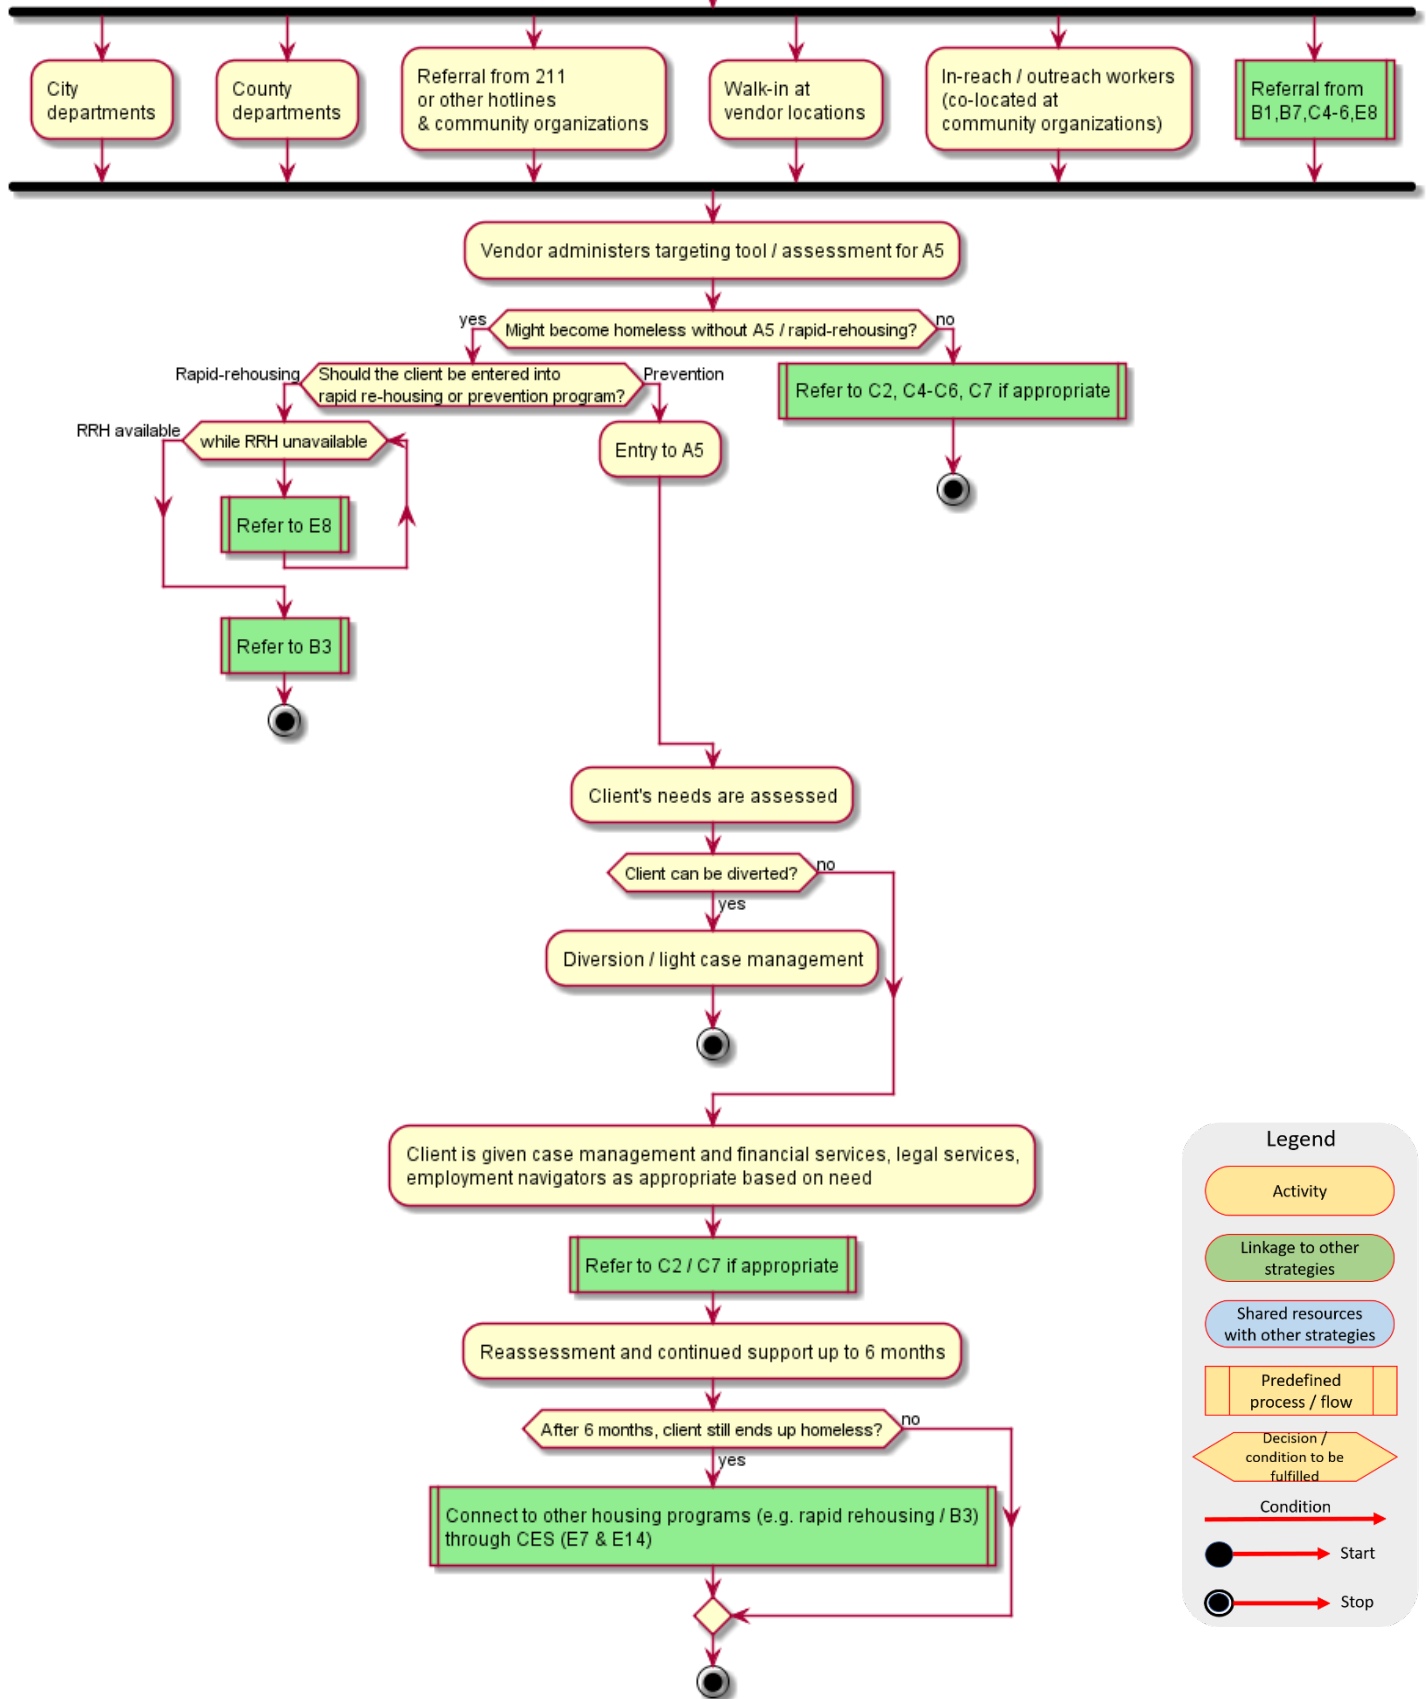 City
departments
County
departments
Referral from 211
or other hotlines
& community organizations
Walk-in at
vendor locations
In-reach / outreach workers
(co-located at
community organizations)
Referral from
B1,B7,C4-6,E8
Vendor administers targeting tool / assessment for A5
yes
Might become homeless without A5 / rapid-rehousing?
no
Rapid-rehousing
Should the client be entered into
rapid re-housing or prevention program?
Prevention
Refer to C2, C4-C6, C7 if appropriate
RRH available
while RRH unavailable
Entry to A5
Refer to E8
Refer to B3
Client's needs are assessed
Client can be diverted?
no
yes
Diversion / light case management
Client is given case management and financial services, legal services,
employment navigators as appropriate based on need
Refer to C2 / C7 if appropriate
Reassessment and continued support up to 6 months
After 6 months, client still ends up homeless?
no
yes
Connect to other housing programs (e.g. rapid rehousing / B3)
through CES (E7 & E14)
Legend
Activity
Linkage to other
strategies
Shared resources
with other strategies
Predefined
process / flow
Decision /
condition to be
fulfilled
Condition
Start
Stop